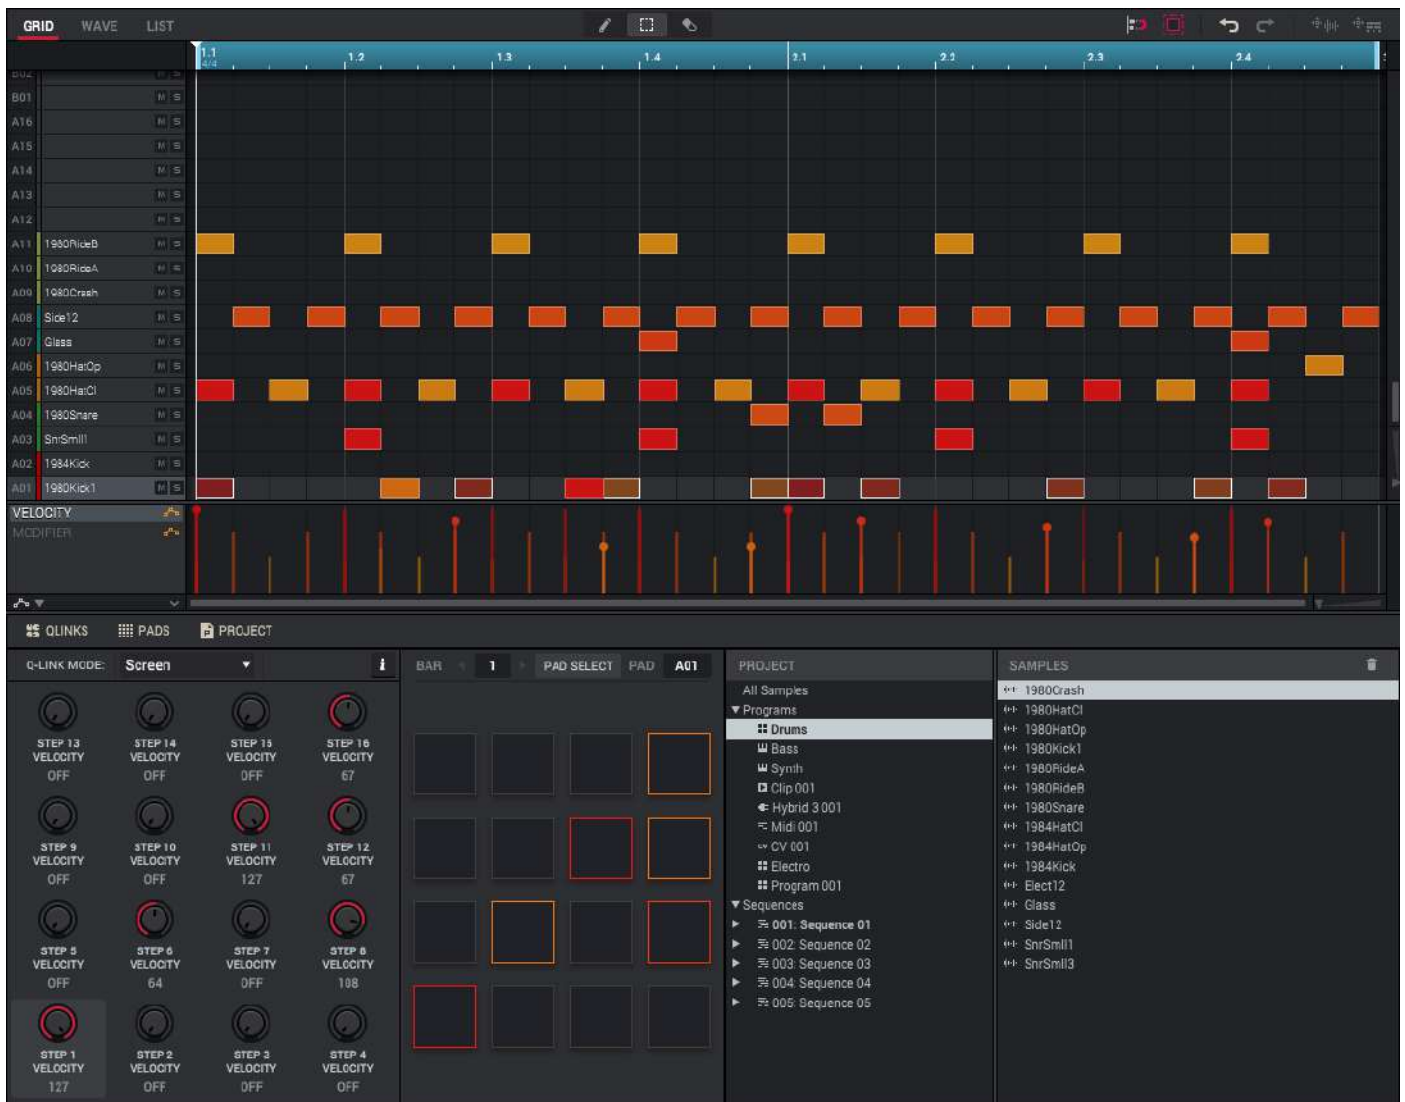 GRID WAVE LIST
1.1 1.2 1.3 1.4 2.1 2.2 2.3 2.4
4/4
B02 M S
B01 M S
A16 M S
A15 M S
A14 M S
A13 M S
A12 M S
A11 1980RideB M S
A10 1980RideA M S
A09 1980Crash M S
A08 Side12 M S
A07 Glass M S
A06 1980HatOp M S
A05 1980HatCl M S
A04 1980Snare M S
A03 SnrSmll1 M S
A02 1984Kick M S
A01 1980Kick1 M S
VELOCITY
MODIFIER
QLINKS PADS PROJECT
Q-LINK MODE: Screen i
STEP 13 STEP 14 STEP 15 STEP 16
VELOCITY VELOCITY VELOCITY VELOCITY
OFF OFF OFF 67
STEP 9 STEP 10 STEP 11 STEP 12
VELOCITY VELOCITY VELOCITY VELOCITY
OFF OFF 127 67
STEP 5 STEP 6 STEP 7 STEP 8
VELOCITY VELOCITY VELOCITY VELOCITY
OFF 64 OFF 108
STEP 1 STEP 2 STEP 3 STEP 4
VELOCITY VELOCITY VELOCITY VELOCITY
127 OFF OFF OFF
BAR 1 PAD SELECT PAD A01
PROJECT
All Samples
Programs
Drums
Bass
Synth
Clip 001
Hybrid 3 001
Midi 001
CV CV 001
Electro
Program 001
Sequences
001: Sequence 01
002: Sequence 02
003: Sequence 03
004: Sequence 04
005: Sequence 05
SAMPLES
1980Crash
1980HatCl
1980HatOp
1980Kick1
1980RideA
1980RideB
1980Snare
1984HatCl
1984HatOp
1984Kick
Elect12
Glass
Side12
SnrSmll1
SnrSmll3